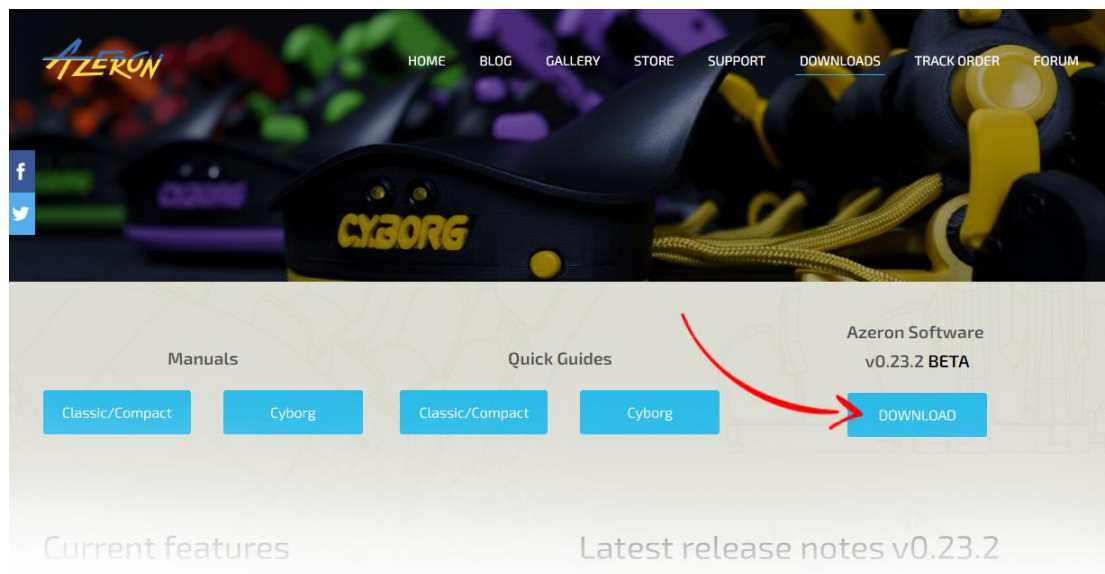 AZERON
HOME BLOG GALLERY STORE SUPPORT DOWNLOADS TRACK ORDER FORUM
f
CYBORG
CYBORG
Manuals
Quick Guides
Azeron Software
v0.23.2 BETA
Classic/Compact
Cyborg
Classic/Compact
Cyborg
DOWNLOAD
Current features
Latest release notes v0.23.2